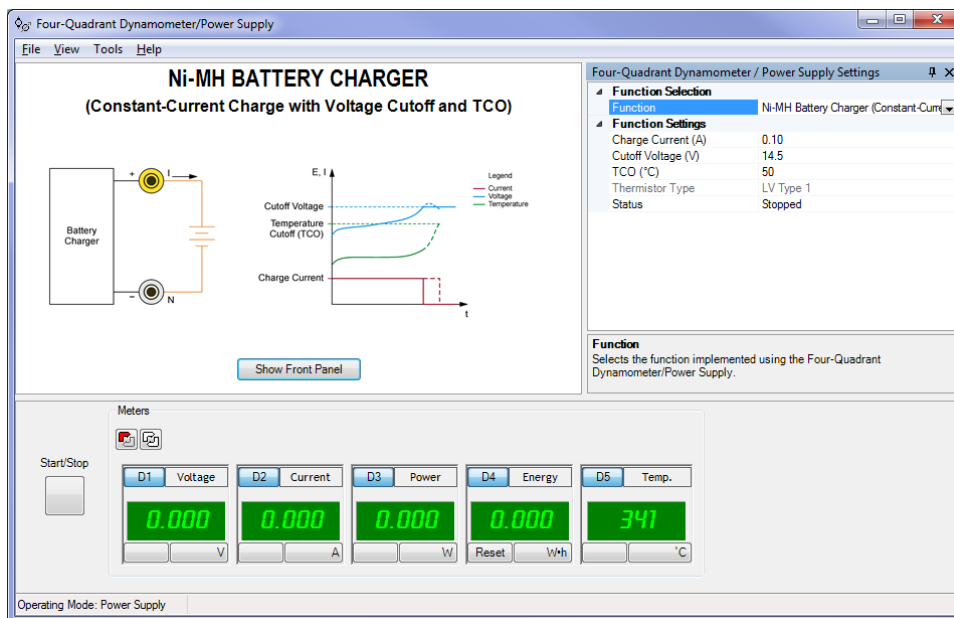 Four-Quadrant Dynamometer/Power Supply
File View Tools Help
Ni-MH BATTERY CHARGER
(Constant-Current Charge with Voltage Cutoff and TCO)
+ I
Battery
Charger
− N
E, I
Legend
Current
Voltage
Temperature
Cutoff Voltage
Temperature
Cutoff (TCO)
Charge Current
t
Show Front Panel
Four-Quadrant Dynamometer / Power Supply Settings
Function Selection
Function Ni-MH Battery Charger (Constant-Curre
Function Settings
Charge Current (A) 0.10
Cutoff Voltage (V) 14.5
TCO (°C) 50
Thermistor Type LV Type 1
Status Stopped
Function
Selects the function implemented using the Four-Quadrant
Dynamometer/Power Supply.
Start/Stop
Meters
D1 Voltage D2 Current D3 Power D4 Energy D5 Temp.
0.000 0.000 0.000 0.000 341
V A W Reset W•h °C
Operating Mode: Power Supply